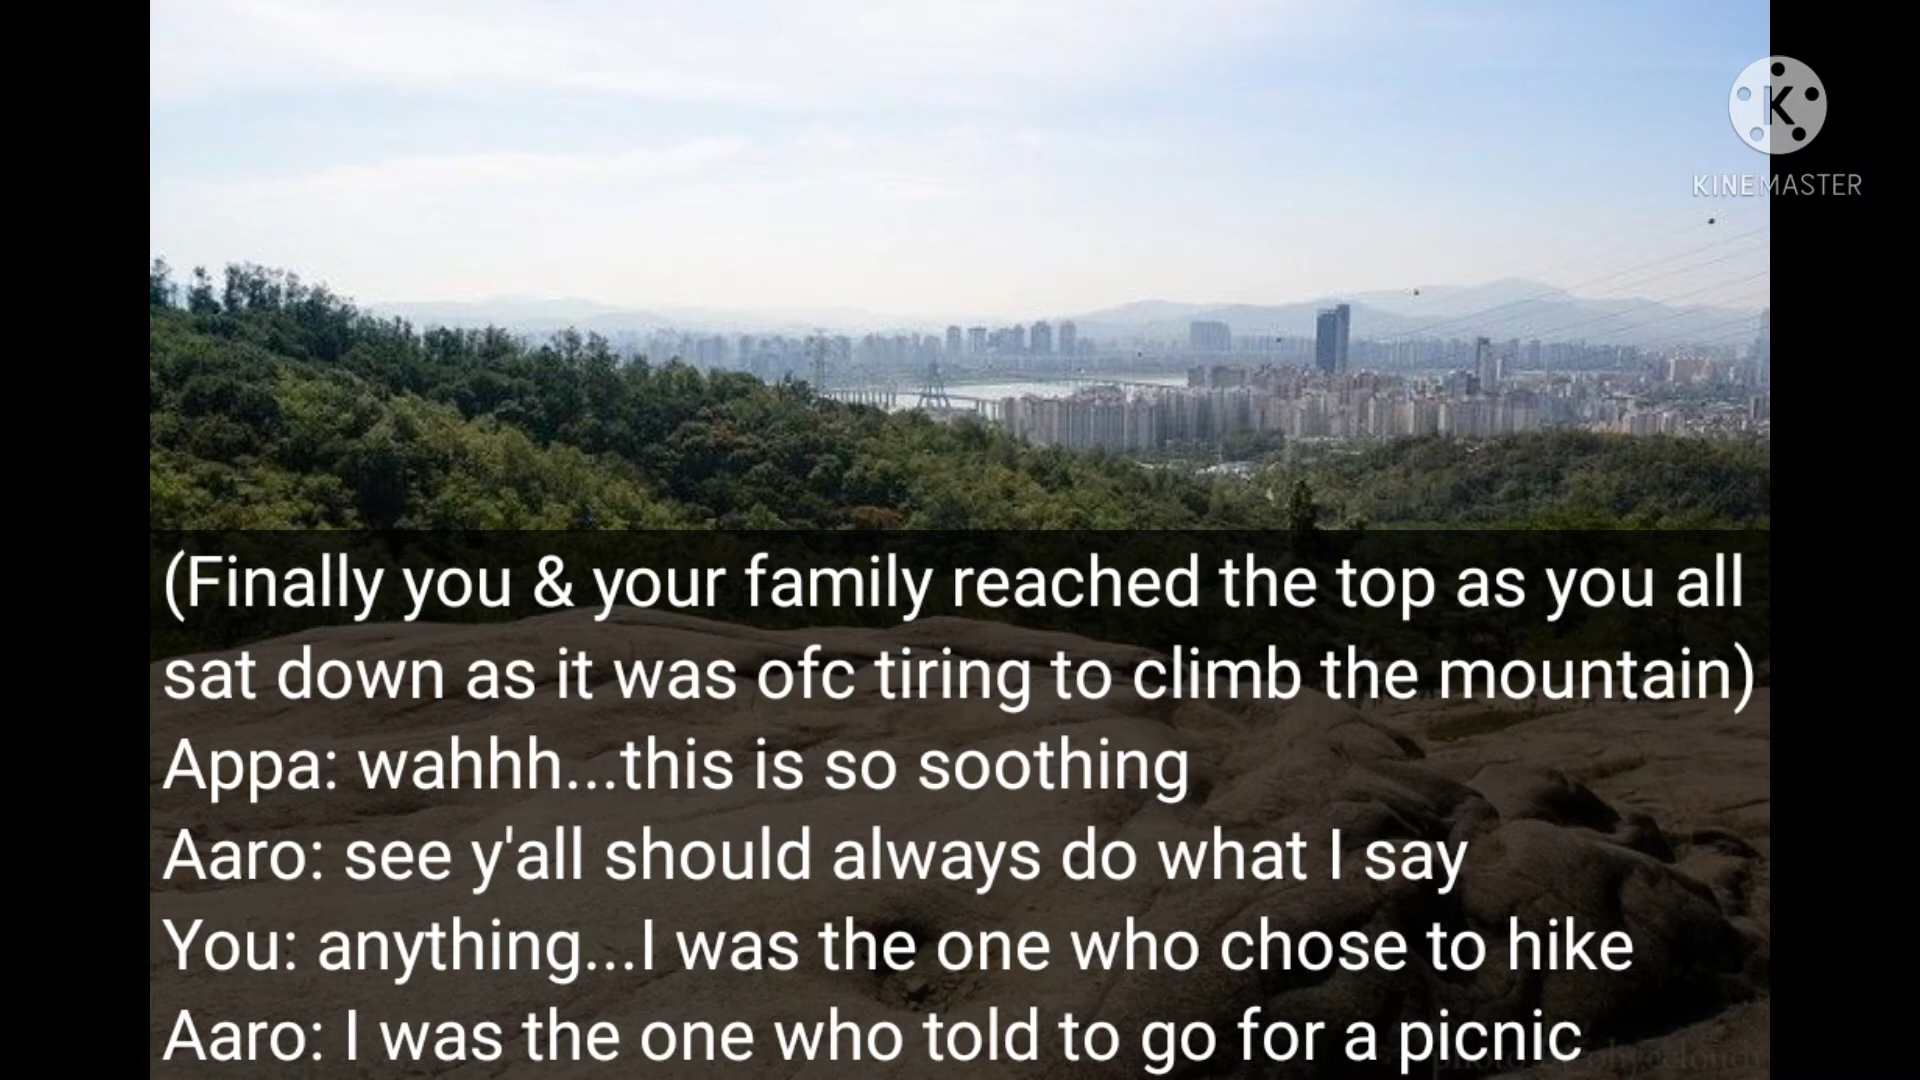 KINEMASTER
(Finally you & your family reached the top as you all
sat down as it was ofc tiring to climb the mountain)
Appa: wahhh...this is so soothing
Aaro: see y'all should always do what I say
You: anything...I was the one who chose to hike
Aaro: I was the one who told to go for a picnic